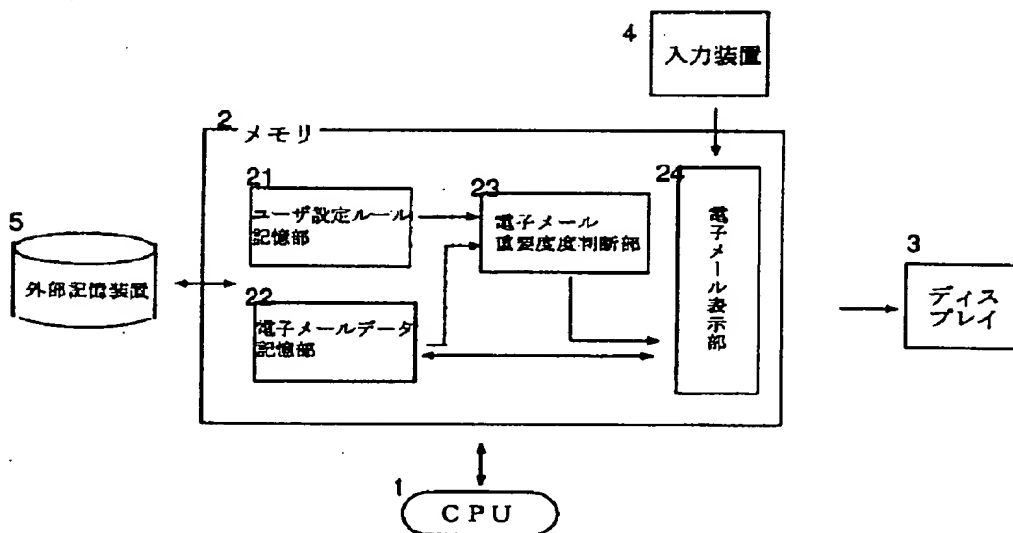 4
入力装置
2 メモリ
21
ユーザ設定ルール
記憶部
23
電子メール
重要度度判断部
24
電子メール表示部
5
外部記憶装置
22
電子メールデータ
記憶部
3
ディス
プレイ
1
CPU